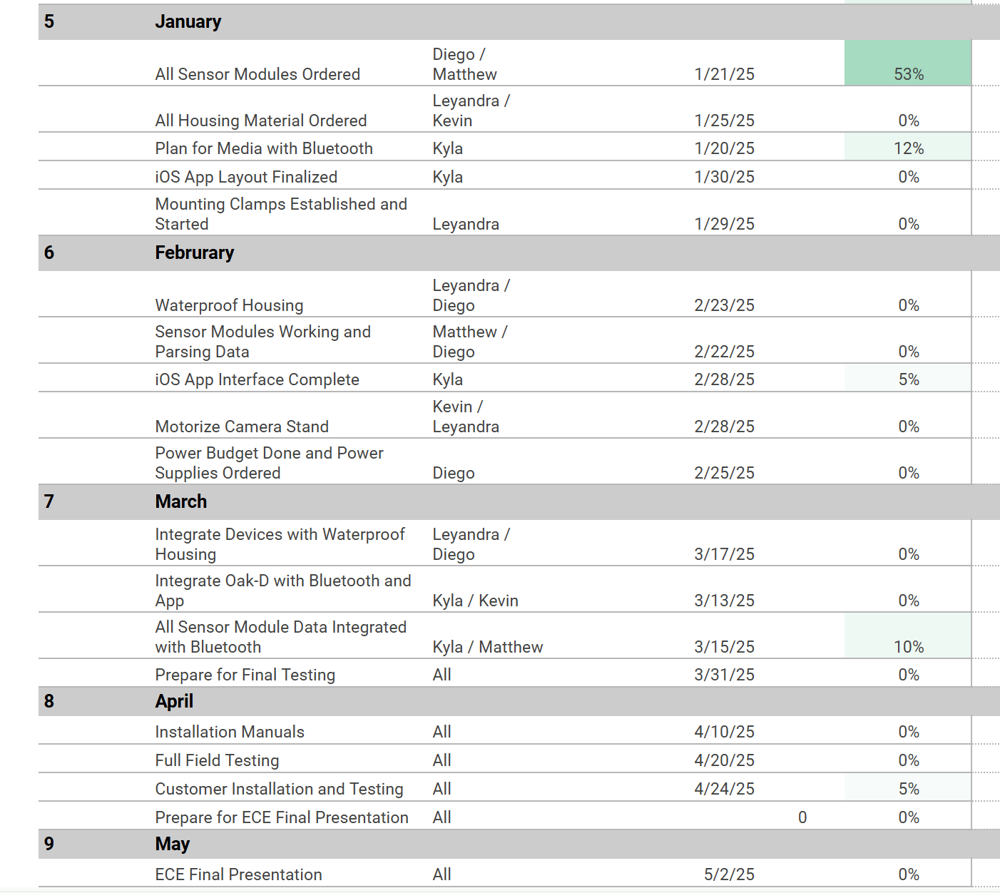 5 January
All Sensor Modules Ordered Diego / Matthew 1/21/25 53%
All Housing Material Ordered Leyandra / Kevin 1/25/25 0%
Plan for Media with Bluetooth Kyla 1/20/25 12%
iOS App Layout Finalized Kyla 1/30/25 0%
Mounting Clamps Established and Started Leyandra 1/29/25 0%
6 Februrary
Waterproof Housing Leyandra / Diego 2/23/25 0%
Sensor Modules Working and Parsing Data Matthew / Diego 2/22/25 0%
iOS App Interface Complete Kyla 2/28/25 5%
Motorize Camera Stand Kevin / Leyandra 2/28/25 0%
Power Budget Done and Power Supplies Ordered Diego 2/25/25 0%
7 March
Integrate Devices with Waterproof Housing Leyandra / Diego 3/17/25 0%
Integrate Oak-D with Bluetooth and App Kyla / Kevin 3/13/25 0%
All Sensor Module Data Integrated with Bluetooth Kyla / Matthew 3/15/25 10%
Prepare for Final Testing All 3/31/25 0%
8 April
Installation Manuals All 4/10/25 0%
Full Field Testing All 4/20/25 0%
Customer Installation and Testing All 4/24/25 5%
Prepare for ECE Final Presentation All 0 0%
9 May
ECE Final Presentation All 5/2/25 0%